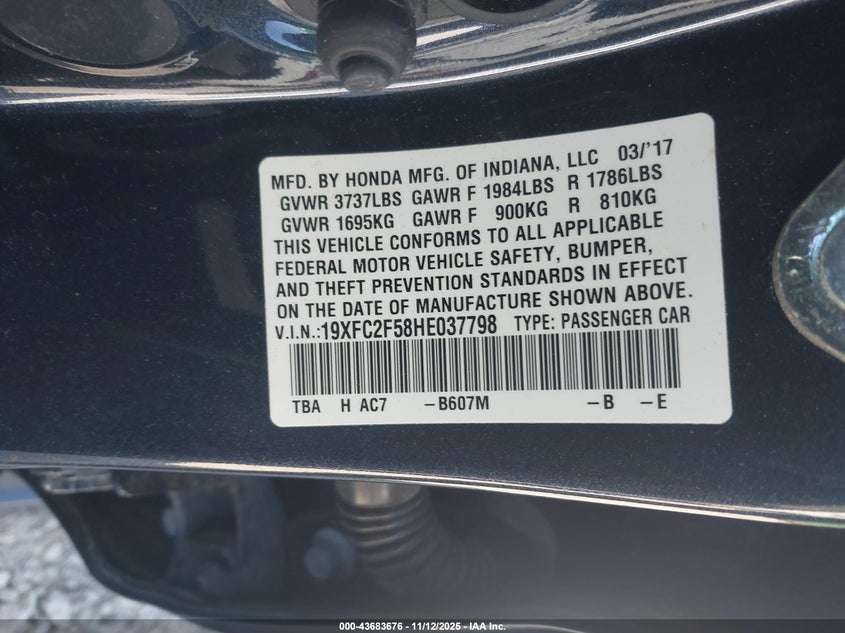 MFD. BY HONDA MFG. OF INDIANA, LLC 03/'17
GVWR 3737LBS GAWR F 1984LBS R 1786LBS
GVWR 1695KG GAWR F 900KG R 810KG
THIS VEHICLE CONFORMS TO ALL APPLICABLE
FEDERAL MOTOR VEHICLE SAFETY, BUMPER,
AND THEFT PREVENTION STANDARDS IN EFFECT
ON THE DATE OF MANUFACTURE SHOWN ABOVE.
V.I.N.:19XFC2F58HE037798 TYPE: PASSENGER CAR
TBA H AC7 –B607M –B –E
000-43683676 - 11/12/2025 - IAA Inc.